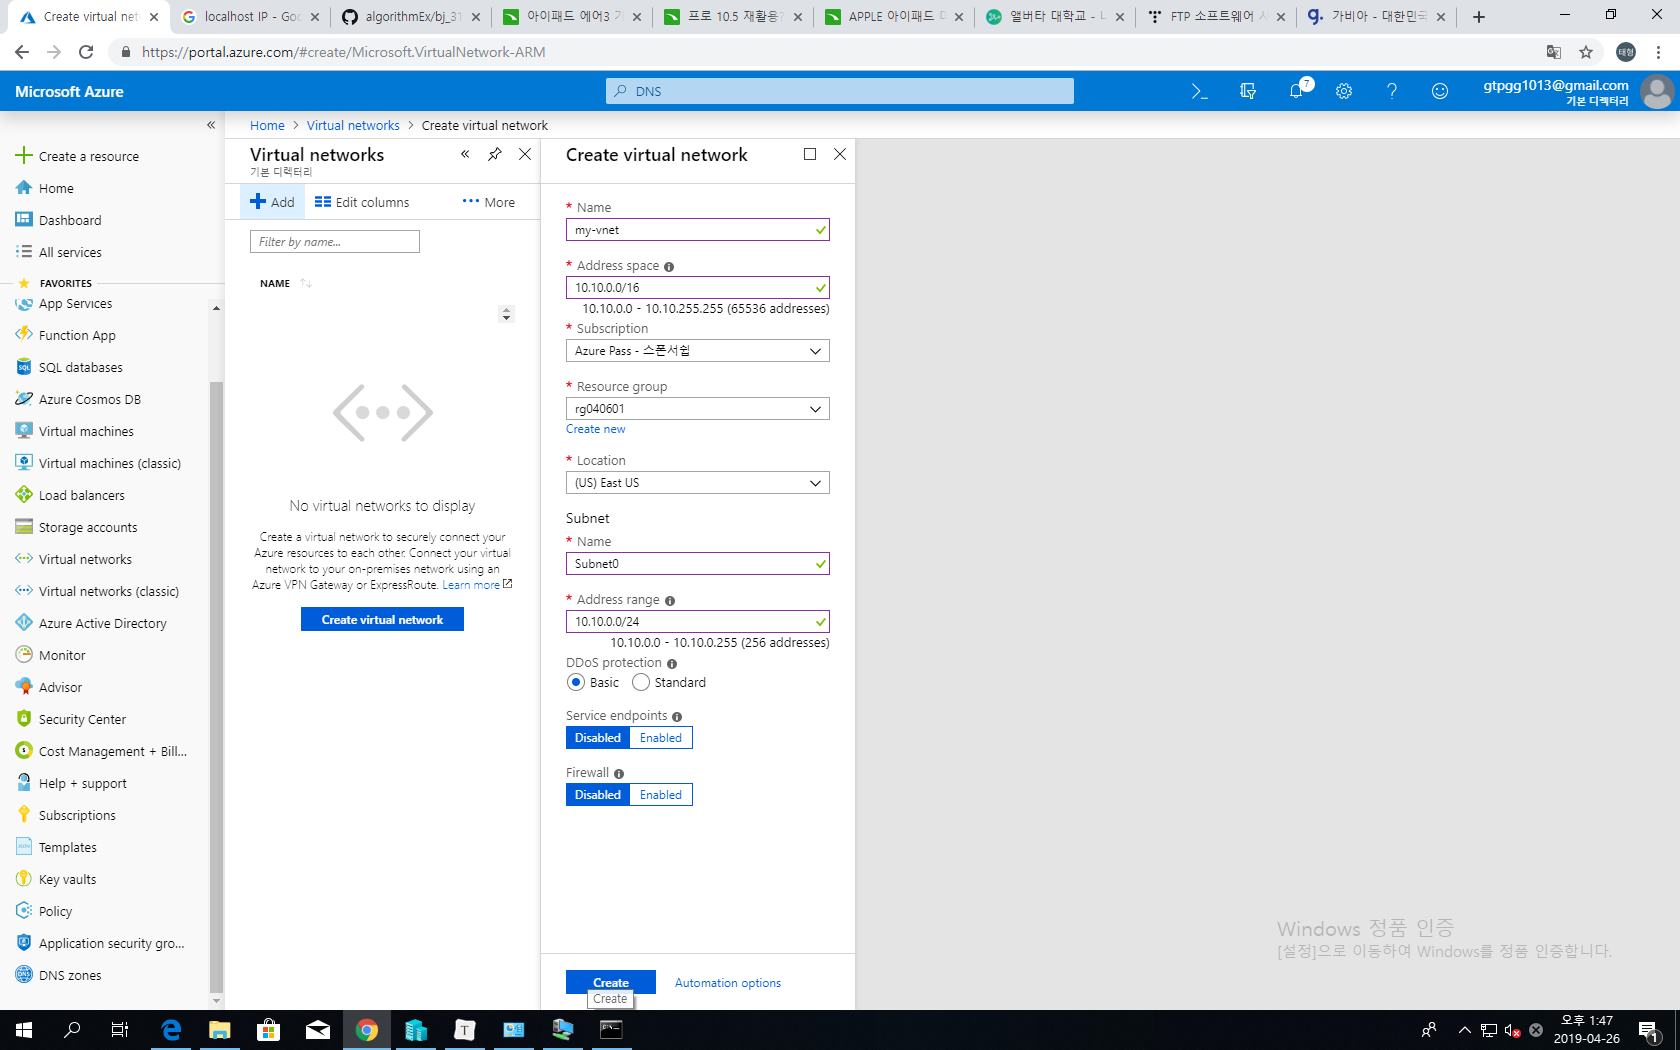 Create virtual net
localhost IP - Goo
algorithmEx/bj_31
아이패드 에어3 기
프로 10.5 재활용?
APPLE 아이패드 미
앨버타 대학교 - 나
FTP 소프트웨어 시
가비아 - 대한민국
https://portal.azure.com/#create/Microsoft.VirtualNetwork-ARM
태형
Microsoft Azure
DNS
7
gtpgg1013@gmail.com
기본 디렉터리
Home > Virtual networks > Create virtual network
Create a resource
Home
Dashboard
All services
FAVORITES
App Services
Function App
SQL databases
Azure Cosmos DB
Virtual machines
Virtual machines (classic)
Load balancers
Storage accounts
Virtual networks
Virtual networks (classic)
Azure Active Directory
Monitor
Advisor
Security Center
Cost Management + Bill...
Help + support
Subscriptions
Templates
Key vaults
Policy
Application security gro...
DNS zones
Virtual networks
기본 디렉터리
Add
Edit columns
More
Filter by name...
NAME
No virtual networks to display
Create a virtual network to securely connect your
Azure resources to each other. Connect your virtual
network to your on-premises network using an
Azure VPN Gateway or ExpressRoute. Learn more
Create virtual network
Create virtual network
* Name
my-vnet
* Address space
10.10.0.0/16
10.10.0.0 - 10.10.255.255 (65536 addresses)
* Subscription
Azure Pass - 스폰서쉽
* Resource group
rg040601
Create new
* Location
(US) East US
Subnet
* Name
Subnet0
* Address range
10.10.0.0/24
10.10.0.0 - 10.10.0.255 (256 addresses)
DDoS protection
Basic
Standard
Service endpoints
Disabled
Enabled
Firewall
Disabled
Enabled
Create
Automation options
Create
Windows 정품 인증
[설정]으로 이동하여 Windows를 정품 인증합니다.
오후 1:47
2019-04-26
1